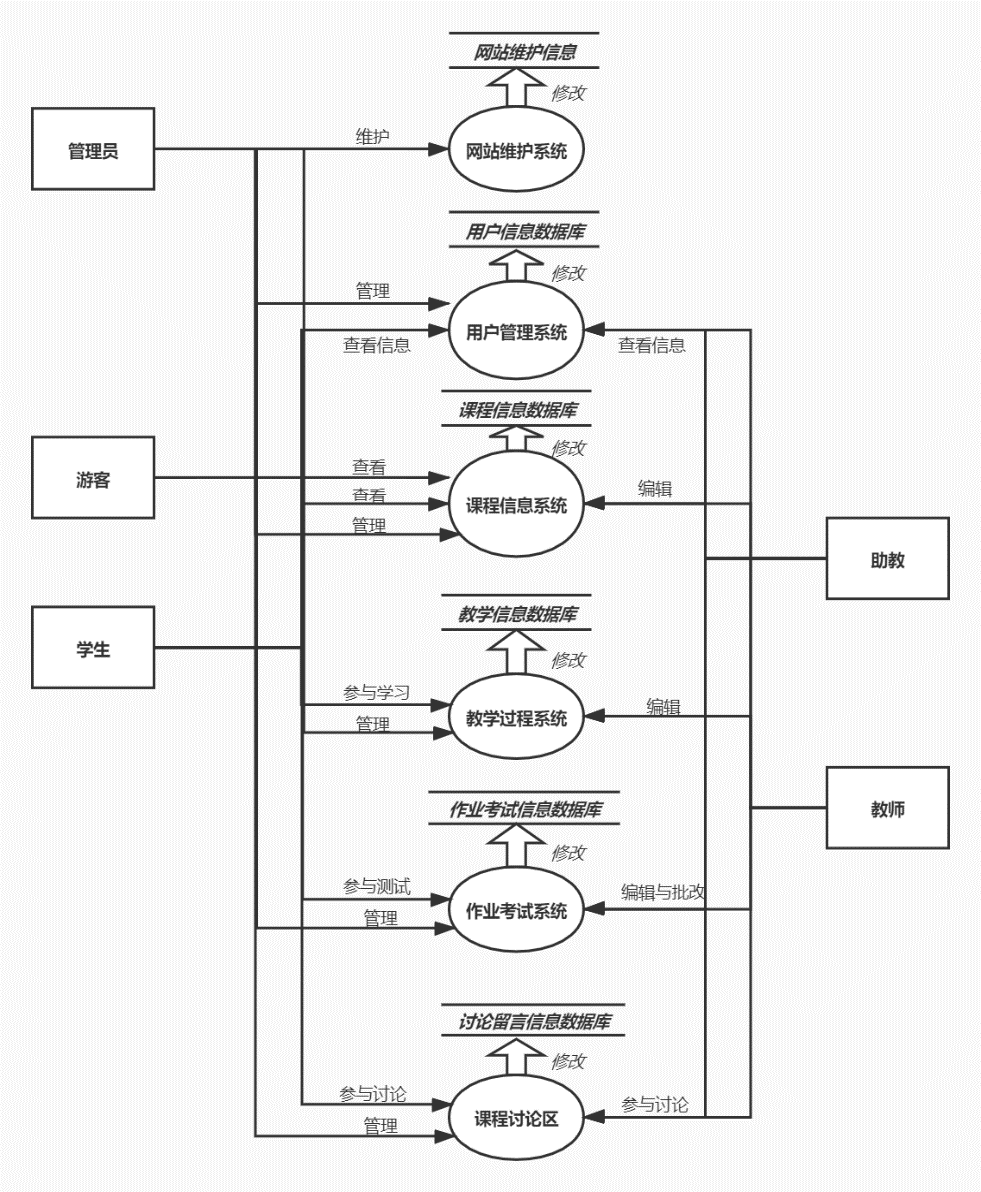 网站维护信息
修改
管理员
维护
网站维护系统
用户信息数据库
修改
管理
用户管理系统
查看信息
查看信息
课程信息数据库
修改
游客
查看
查看
编辑
课程信息系统
管理
助教
教学信息数据库
学生
修改
参与学习
编辑
教学过程系统
管理
作业考试信息数据库
教师
修改
参与测试
编辑与批改
作业考试系统
管理
讨论留言信息数据库
修改
参与讨论
参与讨论
课程讨论区
管理